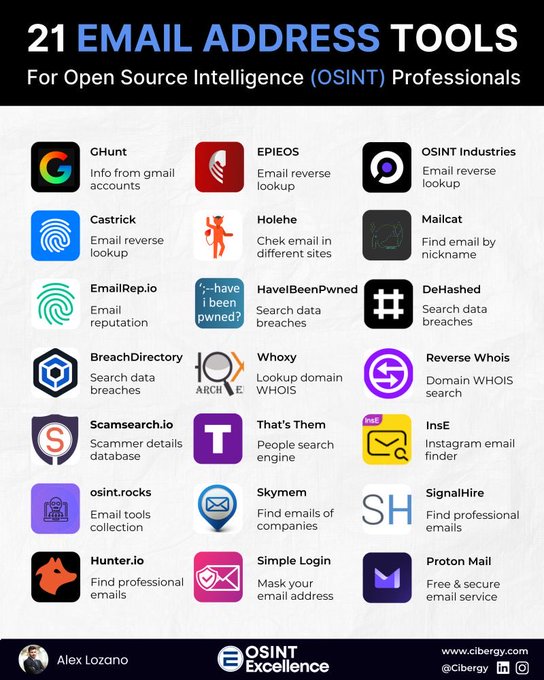 21 EMAIL ADDRESS TOOLS
For Open Source Intelligence (OSINT) Professionals
GHunt
Info from gmail
accounts
EPIEOS
Email reverse
lookup
OSINT Industries
Email reverse
lookup
Castrick
Email reverse
lookup
Holehe
Chek email in
different sites
Mailcat
Find email by
nickname
EmailRep.io
Email
reputation
';--have
i been
pwned?
HaveIBeenPwned
Search data
breaches
DeHashed
Search data
breaches
BreachDirectory
Search data
breaches
ARCH E
Whoxy
Lookup domain
WHOIS
Reverse Whois
Domain WHOIS
search
S
Scamsearch.io
Scammer details
database
T
That's Them
People search
engine
InsE
InsE
Instagram email
finder
osint.rocks
Email tools
collection
Skymem
Find emails of
companies
SH
SignalHire
Find professional
emails
Hunter.io
Find professional
emails
Simple Login
Mask your
email address
Proton Mail
Free & secure
email service
Alex Lozano
OSINT
Excellence
www.cibergy.com
@Cibergy